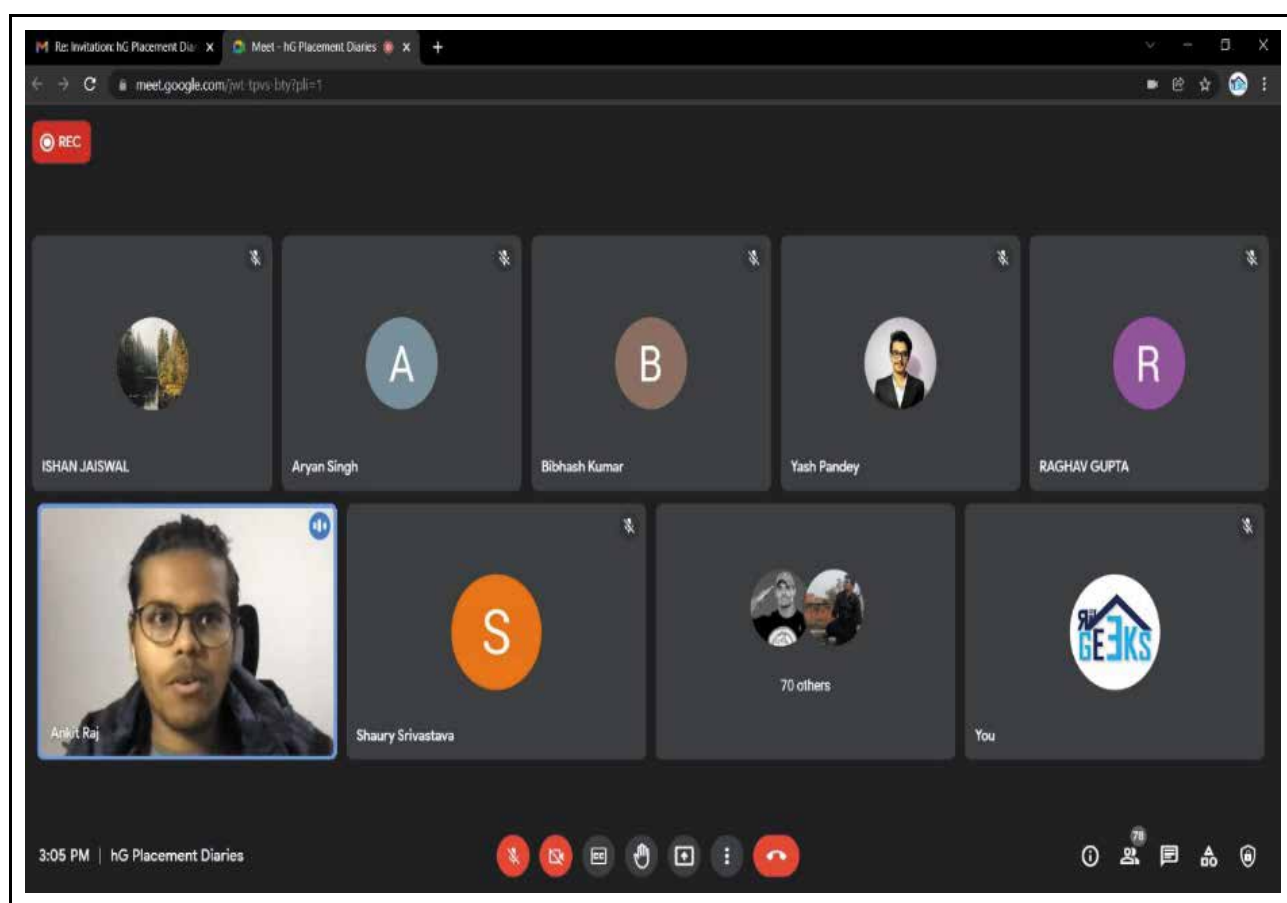 Re: Invitation: hG Placement Dia
Meet - hG Placement Diaries
meet.google.com/jwt-tpvs-bty?pli=1
REC
A
B
R
ISHAN JAISWAL
Aryan Singh
Bibhash Kumar
Yash Pandey
RAGHAV GUPTA
S
GEEKS
70 others
Ankit Raj
Shaury Srivastava
You
78
3:05 PM | hG Placement Diaries
CC